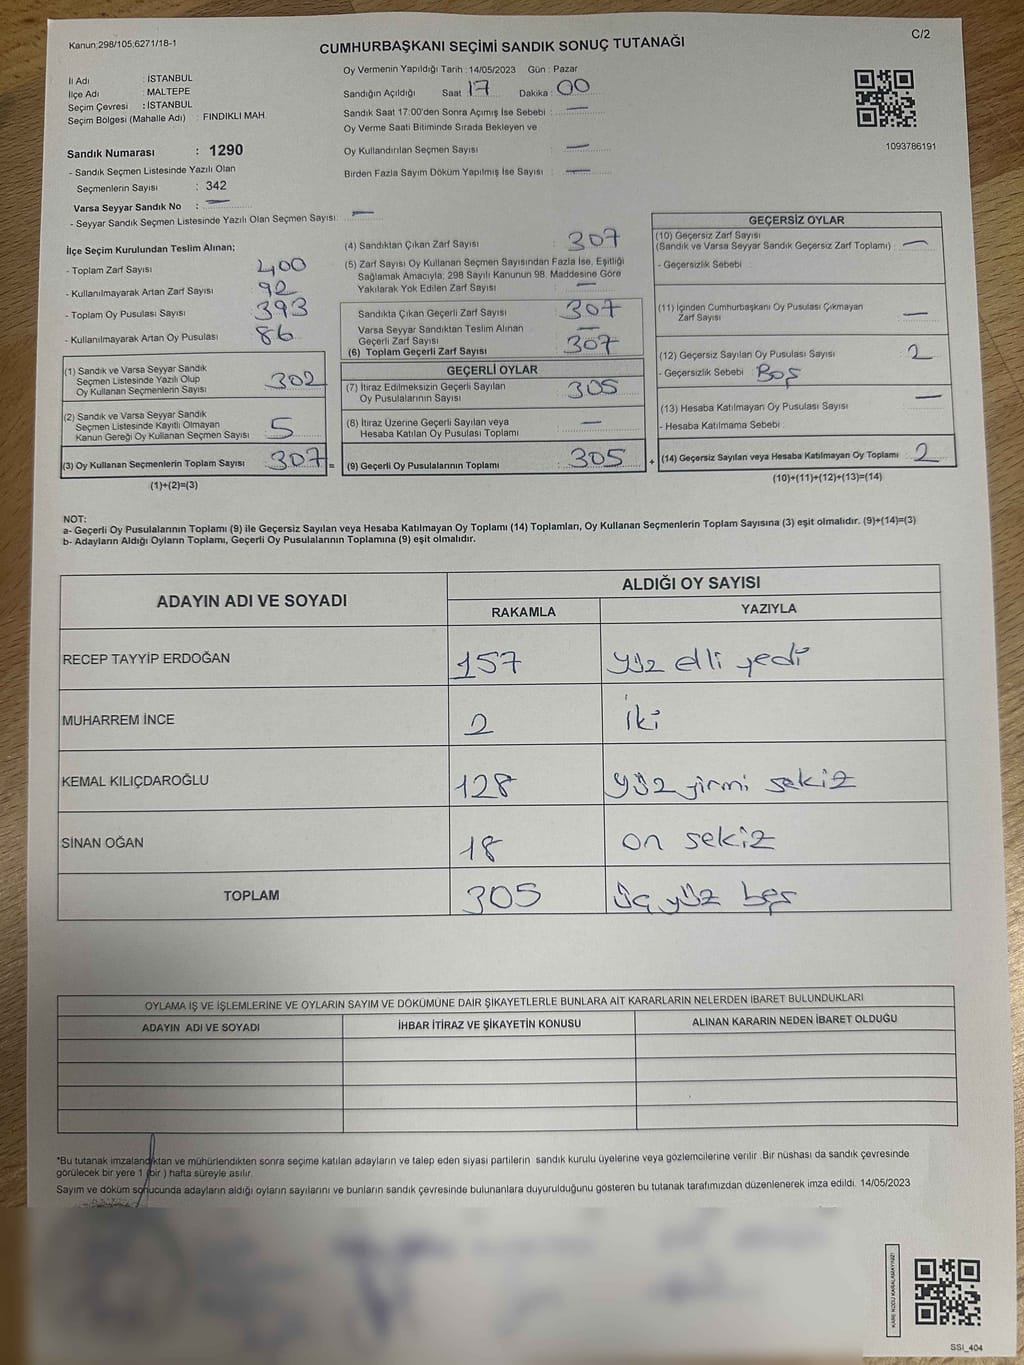 Kanun:298/105;6271/18-1
C/2
CUMHURBAŞKANI SEÇİMİ SANDIK SONUÇ TUTANAĞI
İl Adı : İSTANBUL
İlçe Adı : MALTEPE
Seçim Çevresi : İSTANBUL
Seçim Bölgesi (Mahalle Adı) : FINDIKLI MAH.
Oy Vermenin Yapıldığı Tarih : 14/05/2023 Gün : Pazar
Sandığın Açıldığı Saat : 17 Dakika : 00
Sandık Saat 17:00'den Sonra Açımış İse Sebebi : —
Oy Verme Saati Bitiminde Sırada Bekleyen ve
Oy Kullandırılan Seçmen Sayısı : —
Birden Fazla Sayım Döküm Yapılmış İse Sayısı : —
1093786191
Sandık Numarası : 1290
- Sandık Seçmen Listesinde Yazılı Olan
Seçmenlerin Sayısı : 342
Varsa Seyyar Sandık No : —
- Seyyar Sandık Seçmen Listesinde Yazılı Olan Seçmen Sayısı: —
İlçe Seçim Kurulundan Teslim Alınan;
- Toplam Zarf Sayısı : 400
- Kullanılmayarak Artan Zarf Sayısı : 92
- Toplam Oy Pusulası Sayısı : 393
- Kullanılmayarak Artan Oy Pusulası : 86
(1) Sandık ve Varsa Seyyar Sandık
Seçmen Listesinde Yazılı Olup
Oy Kullanan Seçmenlerin Sayısı : 302
(2) Sandık ve Varsa Seyyar Sandık
Seçmen Listesinde Kayıtlı Olmayan
Kanun Gereği Oy Kullanan Seçmen Sayısı : 5
(3) Oy Kullanan Seçmenlerin Toplam Sayısı : 307 =
(1)+(2)=(3)
(4) Sandıktan Çıkan Zarf Sayısı : 307
(5) Zarf Sayısı Oy Kullanan Seçmen Sayısından Fazla İse, Eşitliği
Sağlamak Amacıyla; 298 Sayılı Kanunun 98. Maddesine Göre
Yakılarak Yok Edilen Zarf Sayısı : —
Sandıkta Çıkan Geçerli Zarf Sayısı : 307
Varsa Seyyar Sandıktan Teslim Alınan
Geçerli Zarf Sayısı : —
(6) Toplam Geçerli Zarf Sayısı : 307
GEÇERLİ OYLAR
(7) İtiraz Edilmeksizin Geçerli Sayılan
Oy Pusulalarının Sayısı : 305
(8) İtiraz Üzerine Geçerli Sayılan veya
Hesaba Katılan Oy Pusulası Toplamı : —
(9) Geçerli Oy Pusulalarının Toplamı : 305 +
GEÇERSİZ OYLAR
(10) Geçersiz Zarf Sayısı
(Sandık ve Varsa Seyyar Sandık Geçersiz Zarf Toplamı) : —
- Geçersizlik Sebebi :
(11) İçinden Cumhurbaşkanı Oy Pusulası Çıkmayan
Zarf Sayısı : —
(12) Geçersiz Sayılan Oy Pusulası Sayısı : 2
- Geçersizlik Sebebi : Boş
(13) Hesaba Katılmayan Oy Pusulası Sayısı : —
- Hesaba Katılmama Sebebi :
(14) Geçersiz Sayılan veya Hesaba Katılmayan Oy Toplamı : 2
(10)+(11)+(12)+(13)=(14)
NOT:
a- Geçerli Oy Pusulalarının Toplamı (9) ile Geçersiz Sayılan veya Hesaba Katılmayan Oy Toplamı (14) Toplamları, Oy Kullanan Seçmenlerin Toplam Sayısına (3) eşit olmalıdır. (9)+(14)=(3)
b- Adayların Aldığı Oyların Toplamı, Geçerli Oy Pusulalarının Toplamına (9) eşit olmalıdır.
ADAYIN ADI VE SOYADI
ALDIĞI OY SAYISI
RAKAMLA YAZIYLA
RECEP TAYYİP ERDOĞAN 157 yüz elli yedi
MUHARREM İNCE 2 iki
KEMAL KILIÇDAROĞLU 128 yüz yirmi sekiz
SİNAN OĞAN 18 on sekiz
TOPLAM 305 üç yüz beş
OYLAMA İŞ VE İŞLEMLERİNE VE OYLARIN SAYIM VE DÖKÜMÜNE DAİR ŞİKAYETLERLE BUNLARA AİT KARARLARIN NELERDEN İBARET BULUNDUKLARI
ADAYIN ADI VE SOYADI İHBAR İTİRAZ VE ŞİKAYETİN KONUSU ALINAN KARARIN NEDEN İBARET OLDUĞU
*Bu tutanak imzalandıktan ve mühürlendikten sonra seçime katılan adayların ve talep eden siyasi partilerin sandık kurulu üyelerine veya gözlemcilerine verilir. Bir nüshası da sandık çevresinde
görülecek bir yere 1 (bir ) hafta süreyle asılır.
Sayım ve döküm sonucunda adayların aldığı oyların sayılarını ve bunların sandık çevresinde bulunanlara duyurulduğunu gösteren bu tutanak tarafımızdan düzenlenerek imza edildi. 14/05/2023
SSI_404